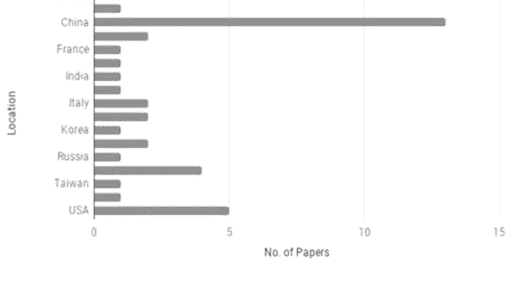 China
France
India
Italy
Korea
Russia
Taiwan
USA
Location
0 5 10 15
No. of Papers